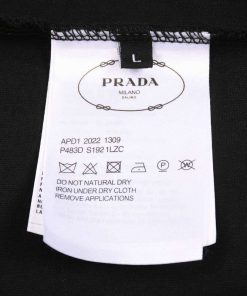 L
PRADA
MILANO
DAL 1913
APD1 2022 1309
P483D S192 1LZC
DO NOT NATURAL DRY
IRON UNDER DRY CLOTH
REMOVE APPLICATIONS